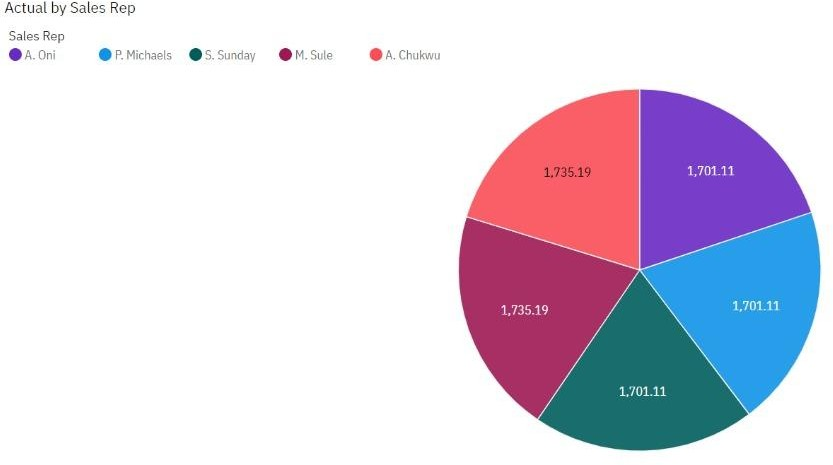 Actual by Sales Rep
Sales Rep
A. Oni P. Michaels S. Sunday M. Sule A. Chukwu
1,735.19 1,701.11
1,735.19 1,701.11
1,701.11